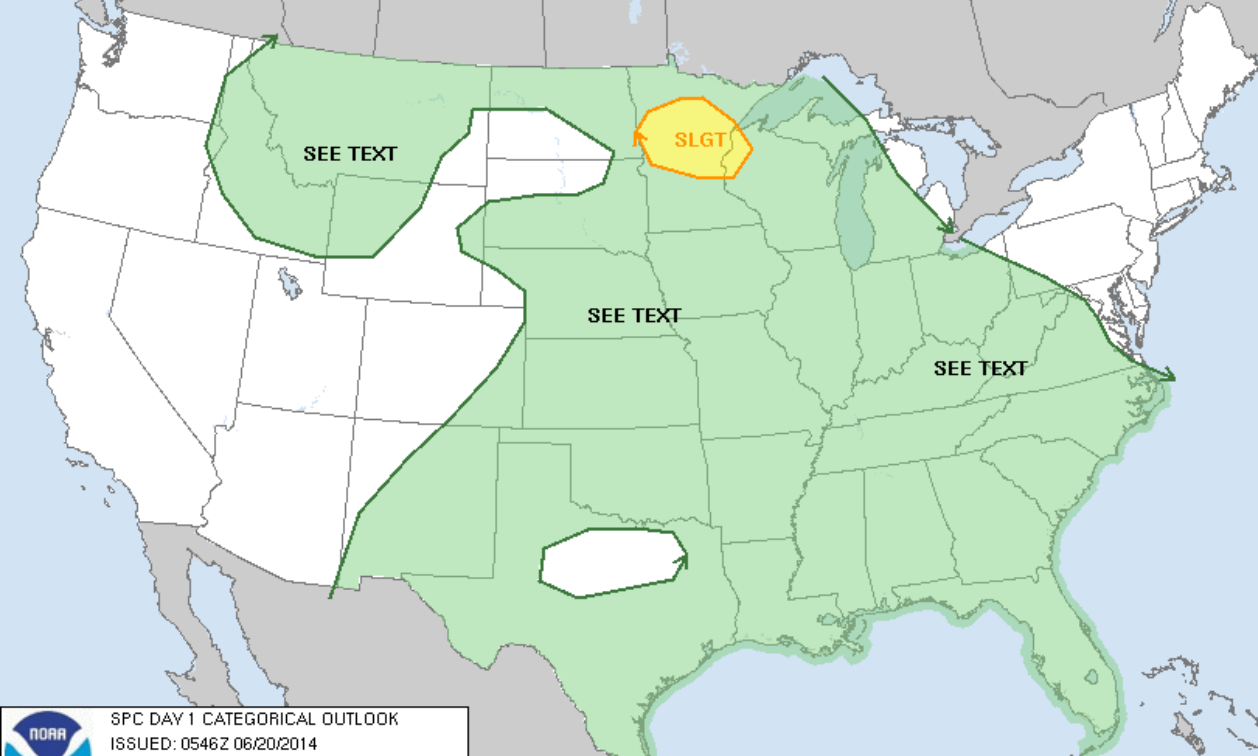 SLGT
SEE TEXT
SEE TEXT
SEE TEXT
NOAA
SPC DAY 1 CATEGORICAL OUTLOOK
ISSUED: 0546Z 06/20/2014